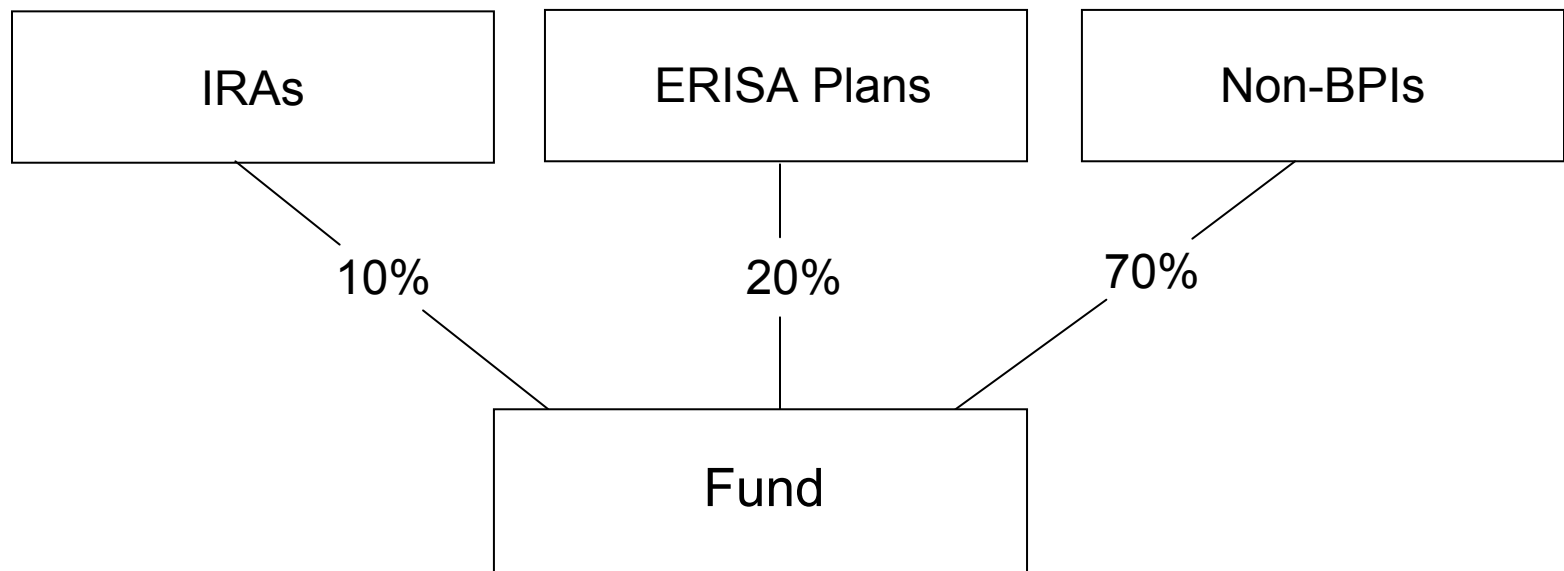 IRAs
ERISA Plans
Non-BPIs
10%
20%
70%
Fund